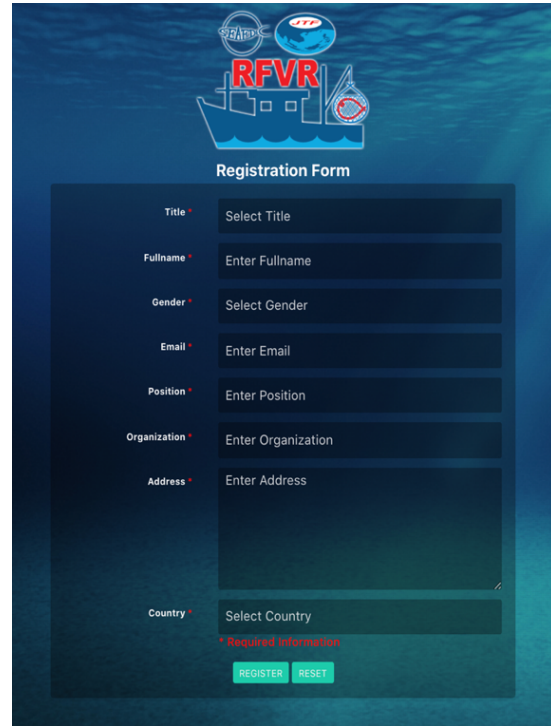 SEAFDEC
JTF
RFVR
Registration Form
Title *
Select Title
Fullname *
Enter Fullname
Gender *
Select Gender
Email *
Enter Email
Position *
Enter Position
Organization *
Enter Organization
Address *
Enter Address
Country *
Select Country
* Required Information
REGISTER RESET